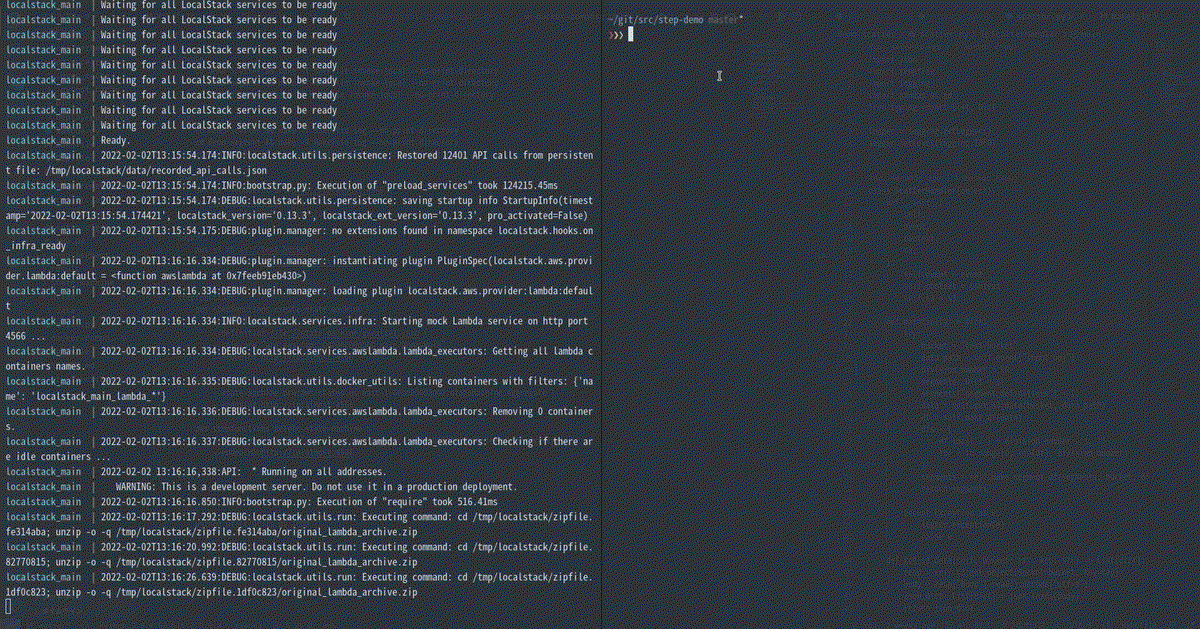 localstack_main  | Waiting for all LocalStack services to be ready
localstack_main  | Waiting for all LocalStack services to be ready
localstack_main  | Waiting for all LocalStack services to be ready
localstack_main  | Waiting for all LocalStack services to be ready
localstack_main  | Waiting for all LocalStack services to be ready
localstack_main  | Waiting for all LocalStack services to be ready
localstack_main  | Waiting for all LocalStack services to be ready
localstack_main  | Waiting for all LocalStack services to be ready
localstack_main  | Waiting for all LocalStack services to be ready
localstack_main  | Ready.
localstack_main  | 2022-02-02T13:15:54.174:INFO:localstack.utils.persistence: Restored 12401 API calls from persisten
t file: /tmp/localstack/data/recorded_api_calls.json
localstack_main  | 2022-02-02T13:15:54.174:INFO:bootstrap.py: Execution of "preload_services" took 124215.45ms
localstack_main  | 2022-02-02T13:15:54.174:DEBUG:localstack.utils.persistence: saving startup info StartupInfo(timest
amp='2022-02-02T13:15:54.174421', localstack_version='0.13.3', localstack_ext_version='0.13.3', pro_activated=False)
localstack_main  | 2022-02-02T13:15:54.175:DEBUG:plugin.manager: no extensions found in namespace localstack.hooks.on
_infra_ready
localstack_main  | 2022-02-02T13:16:16.334:DEBUG:plugin.manager: instantiating plugin PluginSpec(localstack.aws.provi
der.lambda:default = <function awslambda at 0x7feeb91eb430>)
localstack_main  | 2022-02-02T13:16:16.334:DEBUG:plugin.manager: loading plugin localstack.aws.provider:lambda:defaul
t
localstack_main  | 2022-02-02T13:16:16.334:INFO:localstack.services.infra: Starting mock Lambda service on http port
4566 ...
localstack_main  | 2022-02-02T13:16:16.334:DEBUG:localstack.services.awslambda.lambda_executors: Getting all lambda c
ontainers names.
localstack_main  | 2022-02-02T13:16:16.335:DEBUG:localstack.utils.docker_utils: Listing containers with filters: {'na
me': 'localstack_main_lambda_*'}
localstack_main  | 2022-02-02T13:16:16.336:DEBUG:localstack.services.awslambda.lambda_executors: Removing 0 container
s.
localstack_main  | 2022-02-02T13:16:16.337:DEBUG:localstack.services.awslambda.lambda_executors: Checking if there ar
e idle containers ...
localstack_main  | 2022-02-02 13:16:16,338:API:  * Running on all addresses.
localstack_main  |    WARNING: This is a development server. Do not use it in a production deployment.
localstack_main  | 2022-02-02T13:16:16.850:INFO:bootstrap.py: Execution of "require" took 516.41ms
localstack_main  | 2022-02-02T13:16:17.292:DEBUG:localstack.utils.run: Executing command: cd /tmp/localstack/zipfile.
fe314aba; unzip -o -q /tmp/localstack/zipfile.fe314aba/original_lambda_archive.zip
localstack_main  | 2022-02-02T13:16:20.992:DEBUG:localstack.utils.run: Executing command: cd /tmp/localstack/zipfile.
82770815; unzip -o -q /tmp/localstack/zipfile.82770815/original_lambda_archive.zip
localstack_main  | 2022-02-02T13:16:26.639:DEBUG:localstack.utils.run: Executing command: cd /tmp/localstack/zipfile.
1df0c823; unzip -o -q /tmp/localstack/zipfile.1df0c823/original_lambda_archive.zip
~/git/src/step-demo master*
❯❯❯